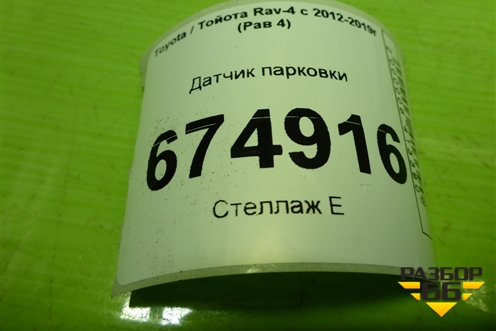 Toyota / Тойота Rav-4 с 2012-2019г
(Рав 4)
Датчик парковки
674916
Стеллаж Е
РАЗБОР
66